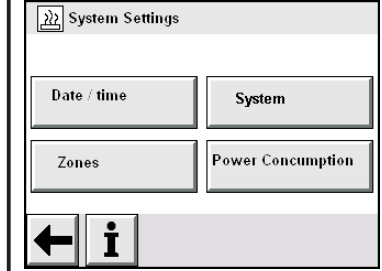 System Settings
Date / time
System
Zones
Power Concumption
i